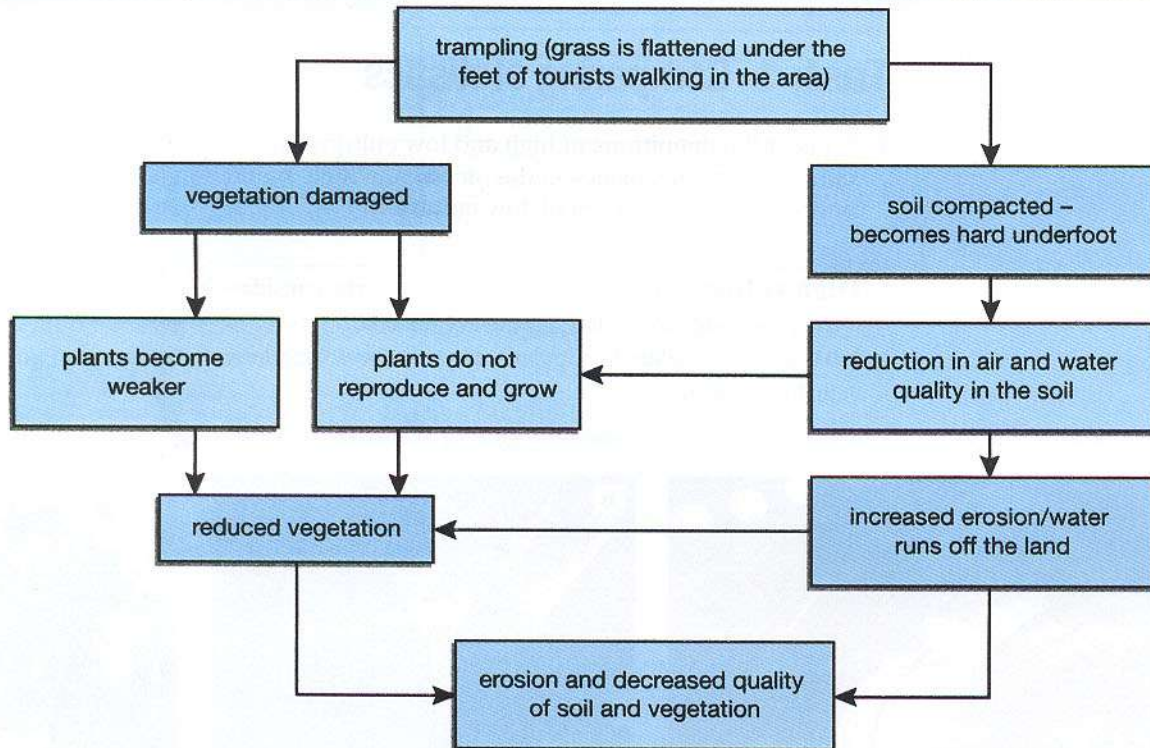 trampling (grass is flattened under the
feet of tourists walking in the area)
vegetation damaged
soil compacted –
becomes hard underfoot
plants become
weaker
plants do not
reproduce and grow
reduction in air and water
quality in the soil
reduced vegetation
increased erosion/water
runs off the land
erosion and decreased quality
of soil and vegetation